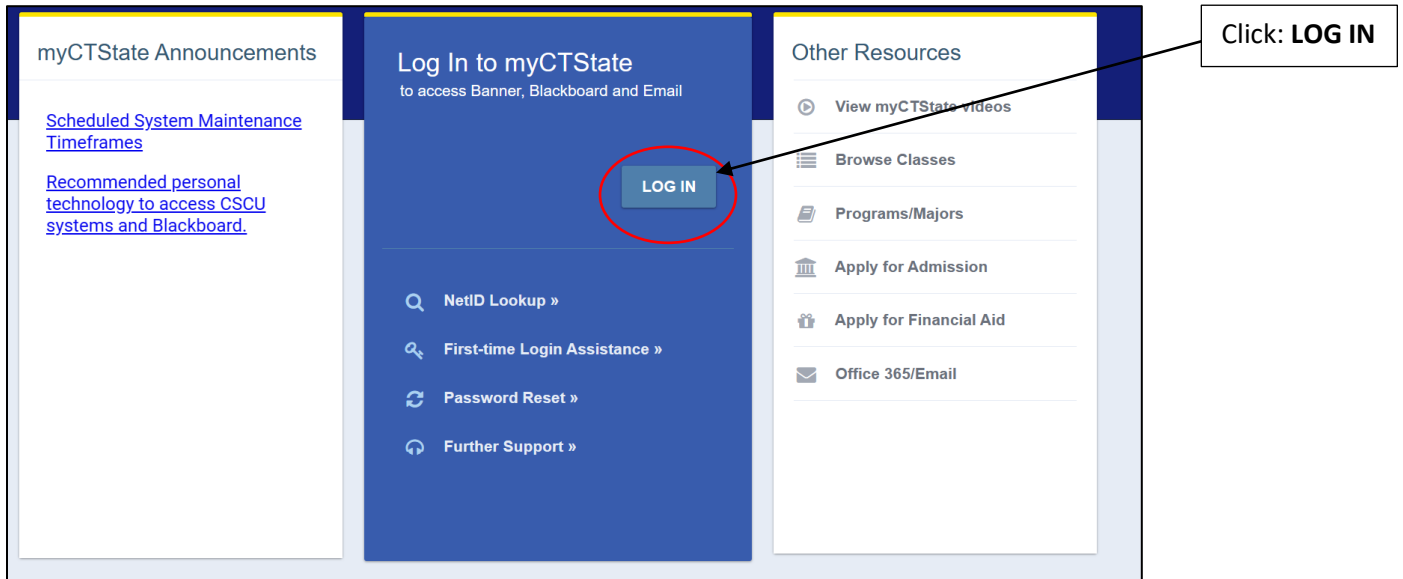 myCTState Announcements
Scheduled System Maintenance
Timeframes
Recommended personal
technology to access CSCU
systems and Blackboard.
Log In to myCTState
to access Banner, Blackboard and Email
LOG IN
NetID Lookup »
First-time Login Assistance »
Password Reset »
Further Support »
Other Resources
View myCTState videos
Browse Classes
Programs/Majors
Apply for Admission
Apply for Financial Aid
Office 365/Email
Click: LOG IN